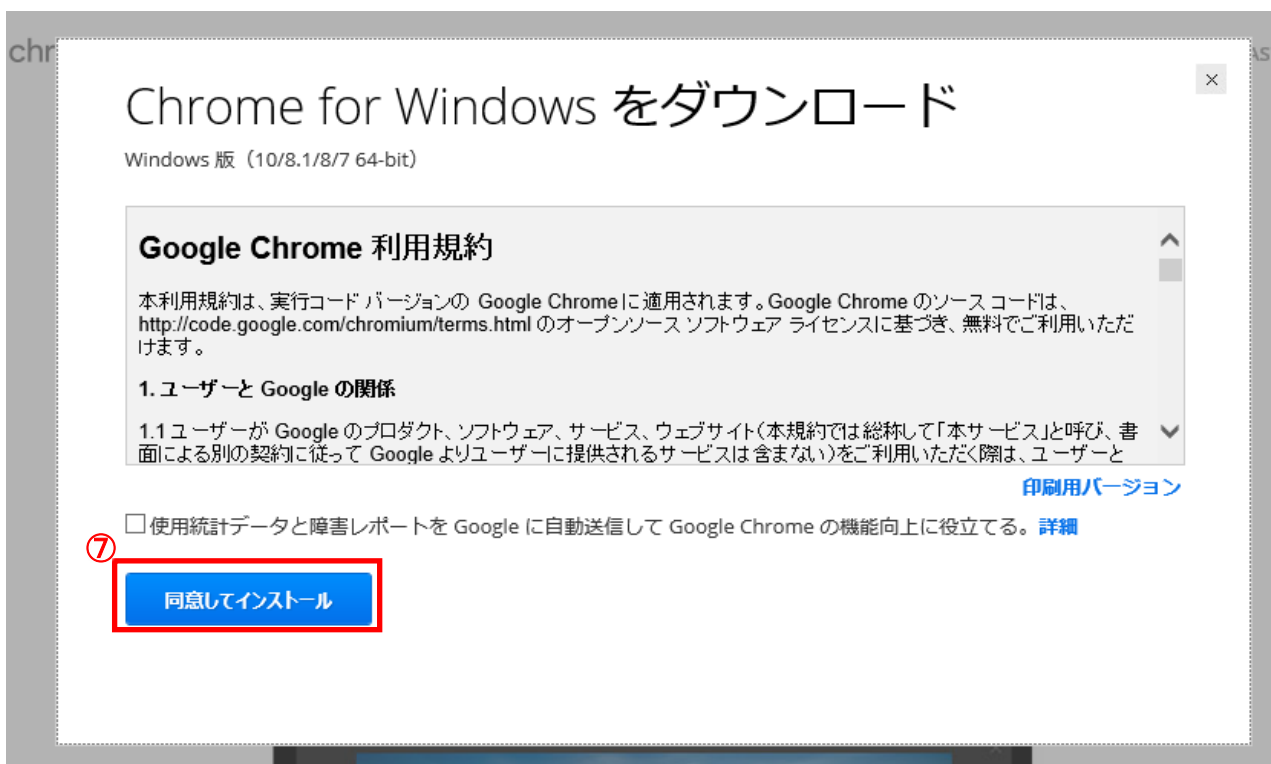 chr
AS
×
Chrome for Windows をダウンロード
Windows 版（10/8.1/8/7 64-bit）
Google Chrome 利用規約
本利用規約は、実行コード バージョンの Google Chrome に適用されます。Google Chrome のソース コードは、
http://code.google.com/chromium/terms.html のオープンソース ソフトウェア ライセンスに基づき、無料でご利用いただ
けます。
1. ユーザーと Google の関係
1.1 ユーザーが Google のプロダクト、ソフトウェア、サービス、ウェブサイト（本規約では総称して「本サービス」と呼び、書
面による別の契約に従って Google よりユーザーに提供されるサービスは含まない）をご利用いただく際は、ユーザーと
印刷用バージョン
使用統計データと障害レポートを Google に自動送信して Google Chrome の機能向上に役立てる。詳細
⑦
同意してインストール